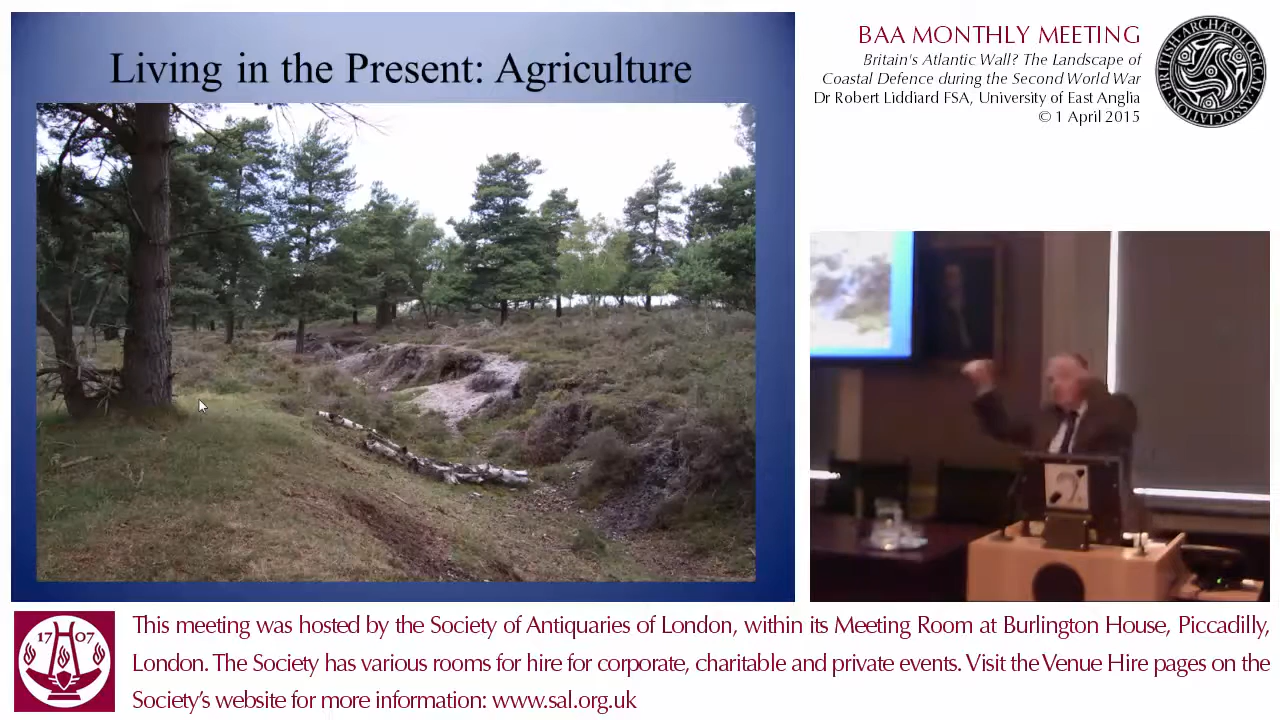 Living in the Present: Agriculture
BAA MONTHLY MEETING
Britain's Atlantic Wall? The Landscape of
Coastal Defence during the Second World War
Dr Robert Liddiard FSA, University of East Anglia
© 1 April 2015
BRITISH·ARCHÆOLOGICAL·ASSOCIATION·
1707
This meeting was hosted by the Society of Antiquaries of London, within its Meeting Room at Burlington House, Piccadilly,
London. The Society has various rooms for hire for corporate, charitable and private events. Visit the Venue Hire pages on the
Society's website for more information: www.sal.org.uk